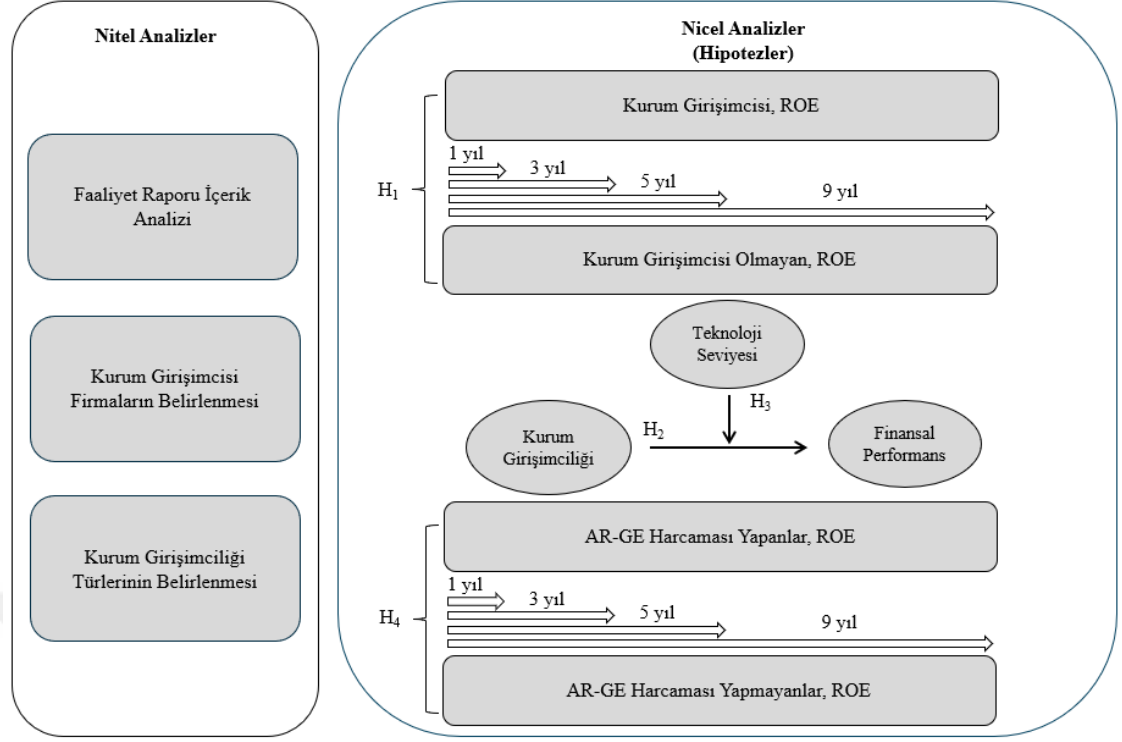 Nitel Analizler
Faaliyet Raporu İçerik
Analizi
Kurum Girişimcisi
Firmaların Belirlenmesi
Kurum Girişimciliği
Türlerinin Belirlenmesi
Nicel Analizler
(Hipotezler)
Kurum Girişimcisi, ROE
1 yıl
3 yıl
5 yıl
9 yıl
H₁
Kurum Girişimcisi Olmayan, ROE
Teknoloji
Seviyesi
H₃
H₂
Kurum
Girişimciliği
Finansal
Performans
AR-GE Harcaması Yapanlar, ROE
1 yıl
3 yıl
5 yıl
9 yıl
H₄
AR-GE Harcaması Yapmayanlar, ROE